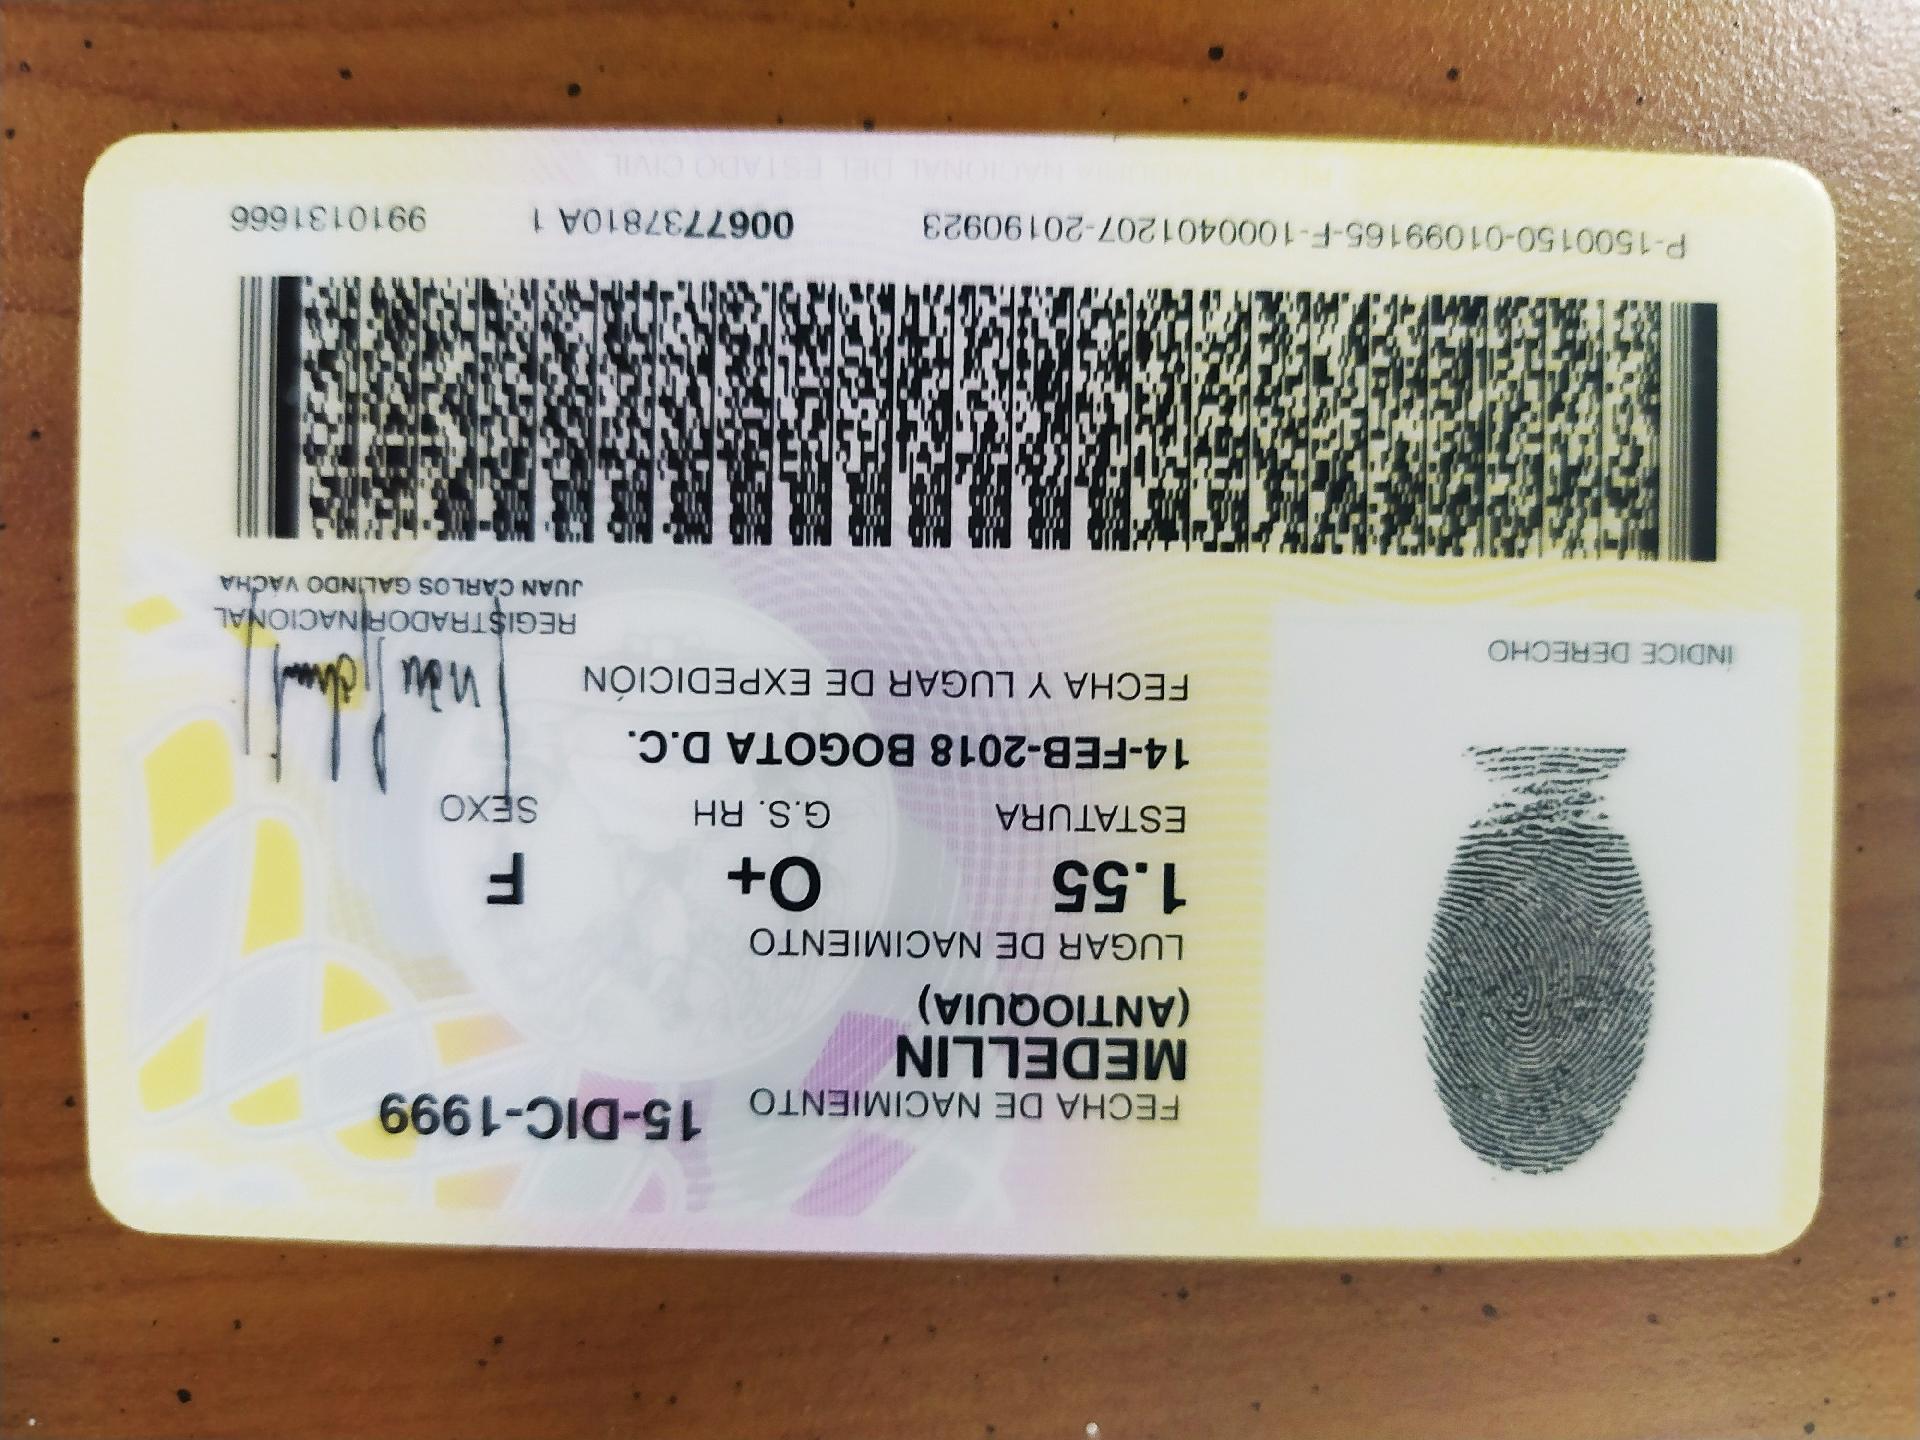 FECHA DE NACIMIENTO 15-DIC-1999
MEDELLIN
(ANTIOQUIA)
LUGAR DE NACIMIENTO
1.55 O+ F
ESTATURA G.S. RH SEXO
14-FEB-2018 BOGOTA D.C.
FECHA Y LUGAR DE EXPEDICIÓN
REGISTRADOR NACIONAL
JUAN CARLOS GALINDO VACHA
ÍNDICE DERECHO
P-1500150-01099165-F-1000401207-20190923 0067737810A 1 9910131666
REGISTRADURIA NACIONAL DEL ESTADO CIVIL